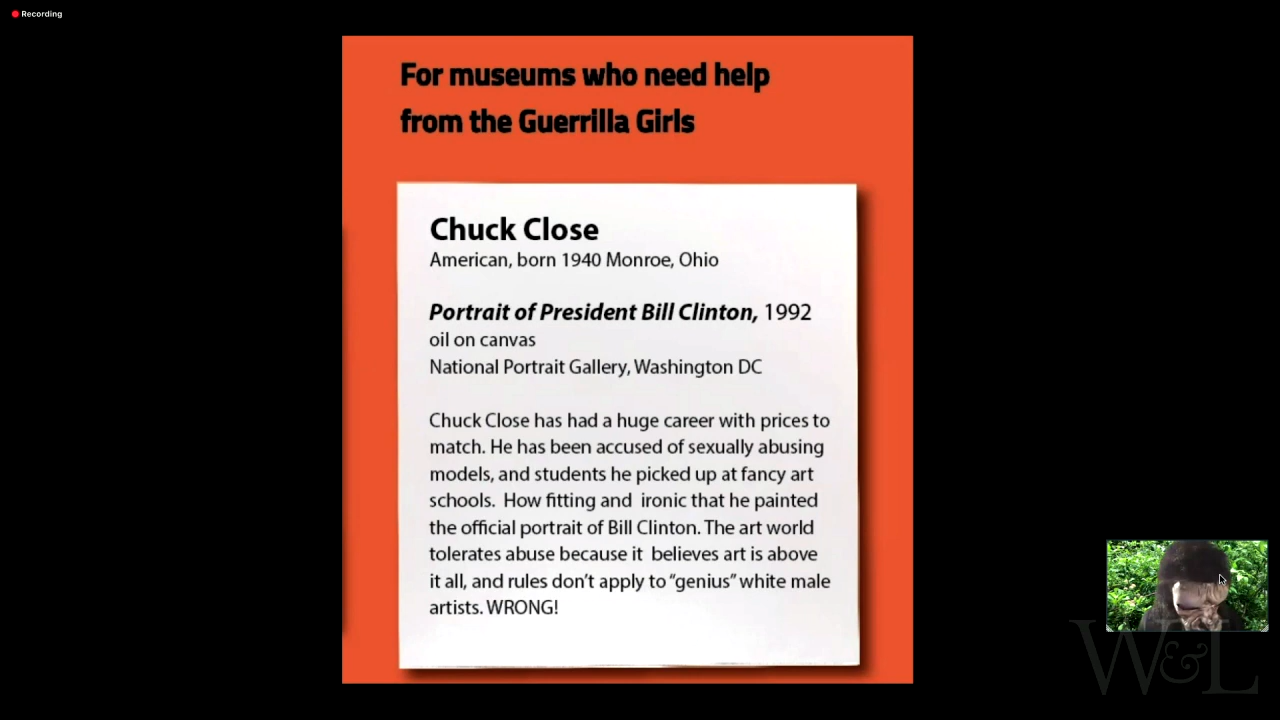 Recording
For museums who need help
from the Guerrilla Girls
Chuck Close
American, born 1940 Monroe, Ohio
Portrait of President Bill Clinton, 1992
oil on canvas
National Portrait Gallery, Washington DC
Chuck Close has had a huge career with prices to
match. He has been accused of sexually abusing
models, and students he picked up at fancy art
schools. How fitting and ironic that he painted
the official portrait of Bill Clinton. The art world
tolerates abuse because it believes art is above
it all, and rules don't apply to “genius” white male
artists. WRONG!
W&L